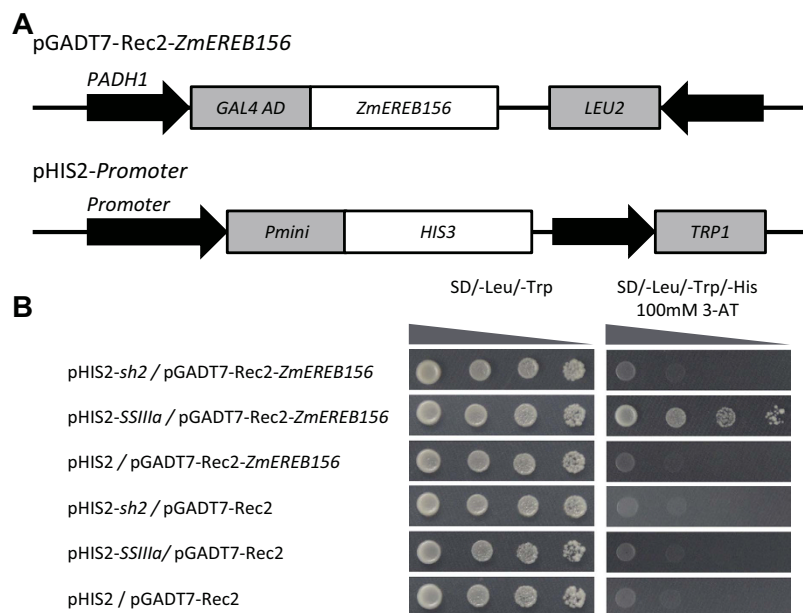 A
pGADT7-Rec2-ZmEREB156
PADH1
GAL4 AD ZmEREB156 LEU2
pHIS2-Promoter
Promoter
Pmini HIS3 TRP1
B
SD/-Leu/-Trp SD/-Leu/-Trp/-His
100mM 3-AT
pHIS2-sh2 / pGADT7-Rec2-ZmEREB156
pHIS2-SSIIIa / pGADT7-Rec2-ZmEREB156
pHIS2 / pGADT7-Rec2-ZmEREB156
pHIS2-sh2 / pGADT7-Rec2
pHIS2-SSIIIa/ pGADT7-Rec2
pHIS2 / pGADT7-Rec2